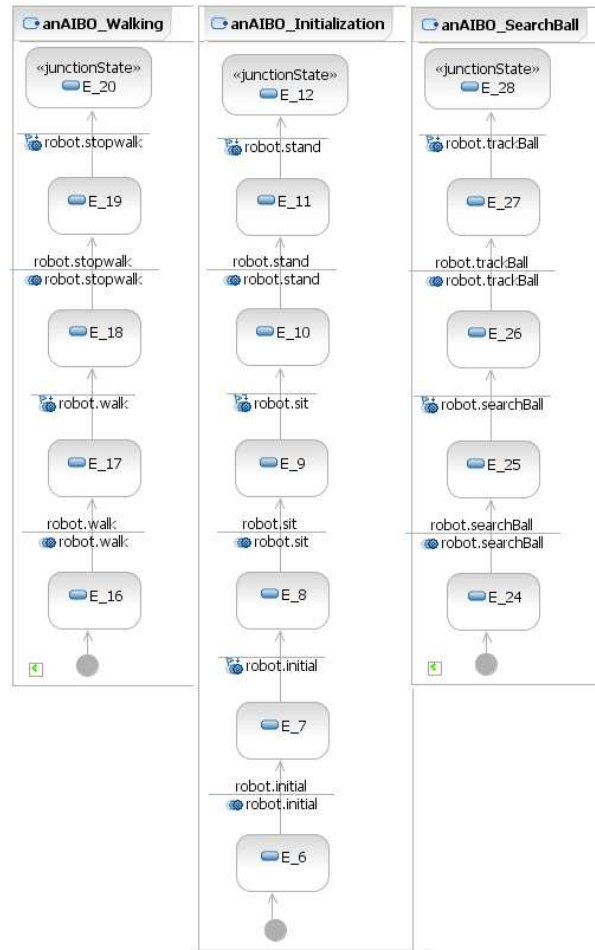 anAIBO_Walking
«junctionState»
E_20
robot.stopwalk
E_19
robot.stopwalk
robot.stopwalk
E_18
robot.walk
E_17
robot.walk
robot.walk
E_16
anAIBO_Initialization
«junctionState»
E_12
robot.stand
E_11
robot.stand
robot.stand
E_10
robot.sit
E_9
robot.sit
robot.sit
E_8
robot.initial
E_7
robot.initial
robot.initial
E_6
anAIBO_SearchBall
«junctionState»
E_28
robot.trackBall
E_27
robot.trackBall
robot.trackBall
E_26
robot.searchBall
E_25
robot.searchBall
robot.searchBall
E_24